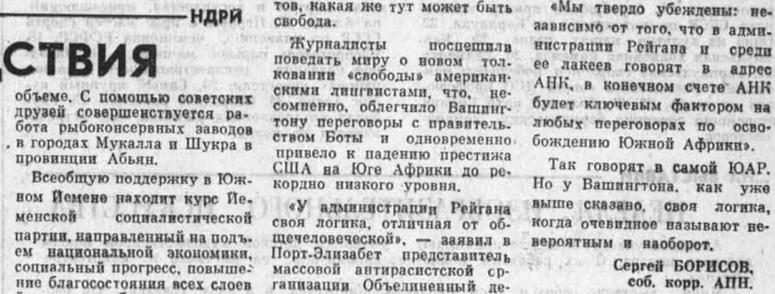 НДРИ
СТВИЯ
объеме. С помощью советских
друзей совершенствуется ра-
бота рыбоконсервных заводов
в городах Мукалла и Шукра в
провинции Абьян.
Всеобщую поддержку в Юж-
ном Йемене находит курс Йе-
менской социалистической
партии, направленный на подъ-
ем национальной экономики,
социальный прогресс, повыше-
ние благосостояния всех слоев
тов, какая же тут может быть
свобода.
Журналисты поспешили
поведать миру о новом тол-
ковании «свободы» америкаn-
скими лингвистами, что, не-
сомненно, облегчило Вашинг-
тону переговоры с правитель-
ством Боты и одновременно
привело к падению престижа
США на Юге Африки до ре-
кордно низкого уровня.
«У администрации Рейгана
своя логика, отличная от об-
щечеловеческой», — заявил в
Порт-Элизабет представитель
массовой антирасистской ор-
ганизации Объединенный де-
«Мы твердо убеждены: не-
зависимо от того, что в адми-
нистрации Рейгана и среди
ее лакеев говорят в адрес
АНК, в конечном счете АНК
будет ключевым фактором на
любых переговорах по осво-
бождению Южной Африки».
Так говорят в самой ЮАР.
Но у Вашингтона, как уже
выше сказано, своя логика,
когда очевидное называют не-
вероятным и наоборот.
Сергей БОРИСОВ,
соб. корр. АПН.